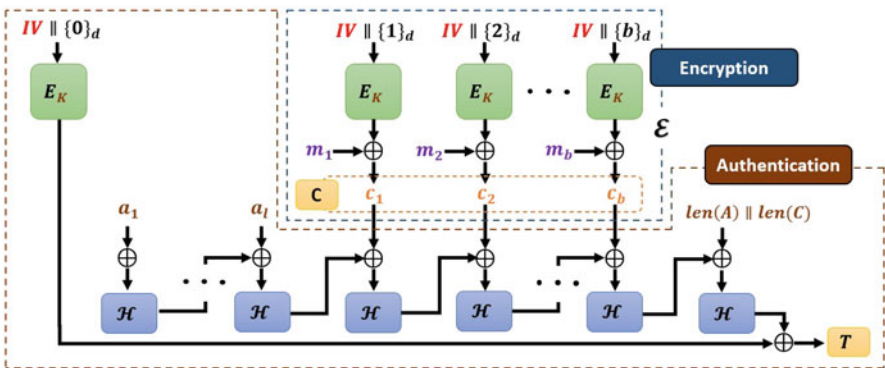 IV ∥ {0}_d IV ∥ {1}_d IV ∥ {2}_d IV ∥ {b}_d
Encryption
E_K E_K E_K . . . E_K
ℰ
m_1 ⊕ m_2 ⊕ m_b ⊕
Authentication
C c_1 c_2 c_b
a_1 a_l len(A) ∥ len(C)
⊕ . . . ⊕ ⊕ ⊕ . . . ⊕ ⊕
ℋ ℋ ℋ ℋ ℋ ℋ
⊕ T